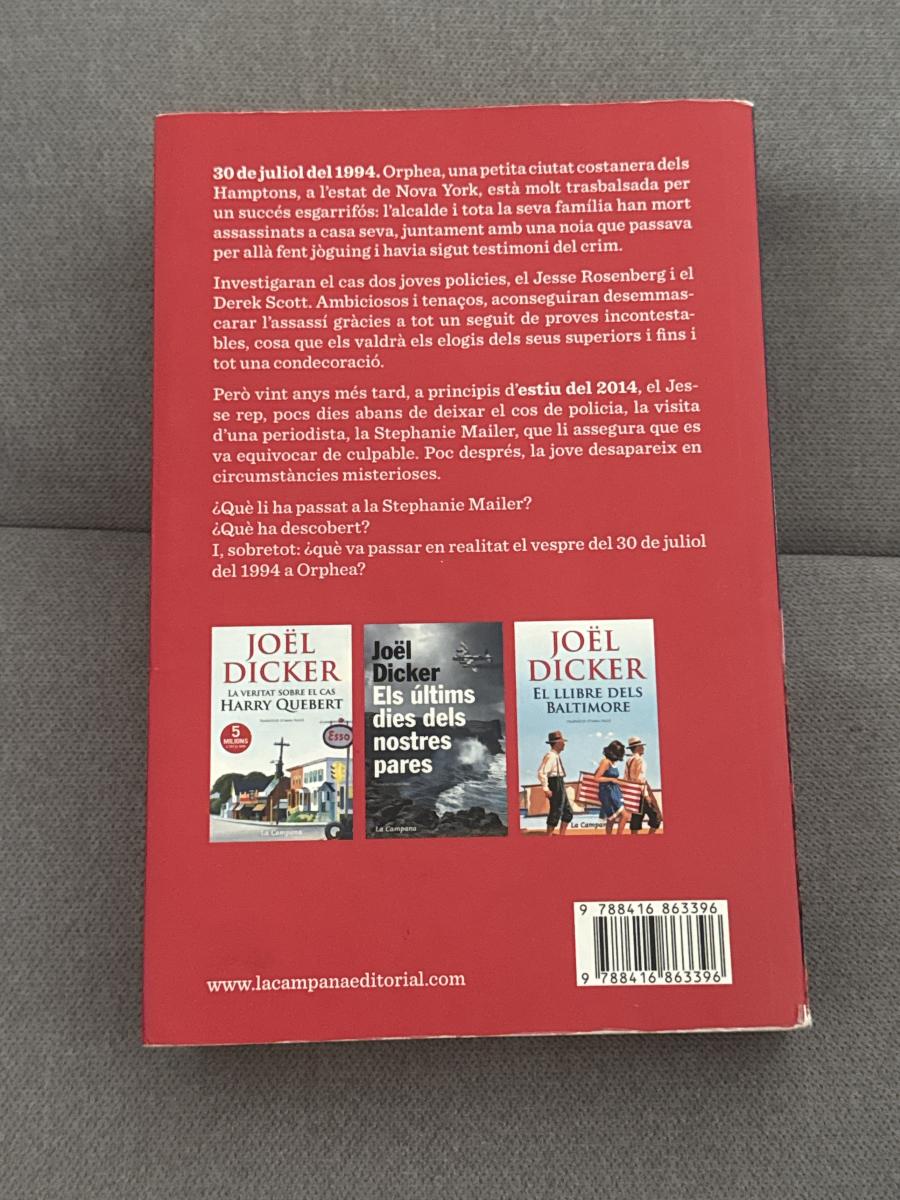 30 de juliol del 1994. Orphea, una petita ciutat costanera dels
Hamptons, a l'estat de Nova York, està molt trasbalsada per
un succés esgarrifós: l'alcalde i tota la seva família han mort
assassinats a casa seva, juntament amb una noia que passava
per allà fent jòguing i havia sigut testimoni del crim.
Investigaran el cas dos joves policies, el Jesse Rosenberg i el
Derek Scott. Ambiciosos i tenaços, aconseguiran desemmas-
carar l'assassí gràcies a tot un seguit de proves incontesta-
bles, cosa que els valdrà els elogis dels seus superiors i fins i
tot una condecoració.
Però vint anys més tard, a principis d'estiu del 2014, el Jes-
se rep, pocs dies abans de deixar el cos de policia, la visita
d'una periodista, la Stephanie Mailer, que li assegura que es
va equivocar de culpable. Poc després, la jove desapareix en
circumstàncies misterioses.
¿Què li ha passat a la Stephanie Mailer?
¿Què ha descobert?
I, sobretot: ¿què va passar en realitat el vespre del 30 de juliol
del 1994 a Orphea?
JOËL
DICKER
LA VERITAT SOBRE EL CAS
HARRY QUEBERT
5
MILIONS
Esso
La Campana
Joël
Dicker
Els últims
dies dels
nostres
pares
La Campana
JOËL
DICKER
EL LLIBRE DELS
BALTIMORE
La Campana
9 788416 863396
9 788416 863396
www.lacampanaeditorial.com